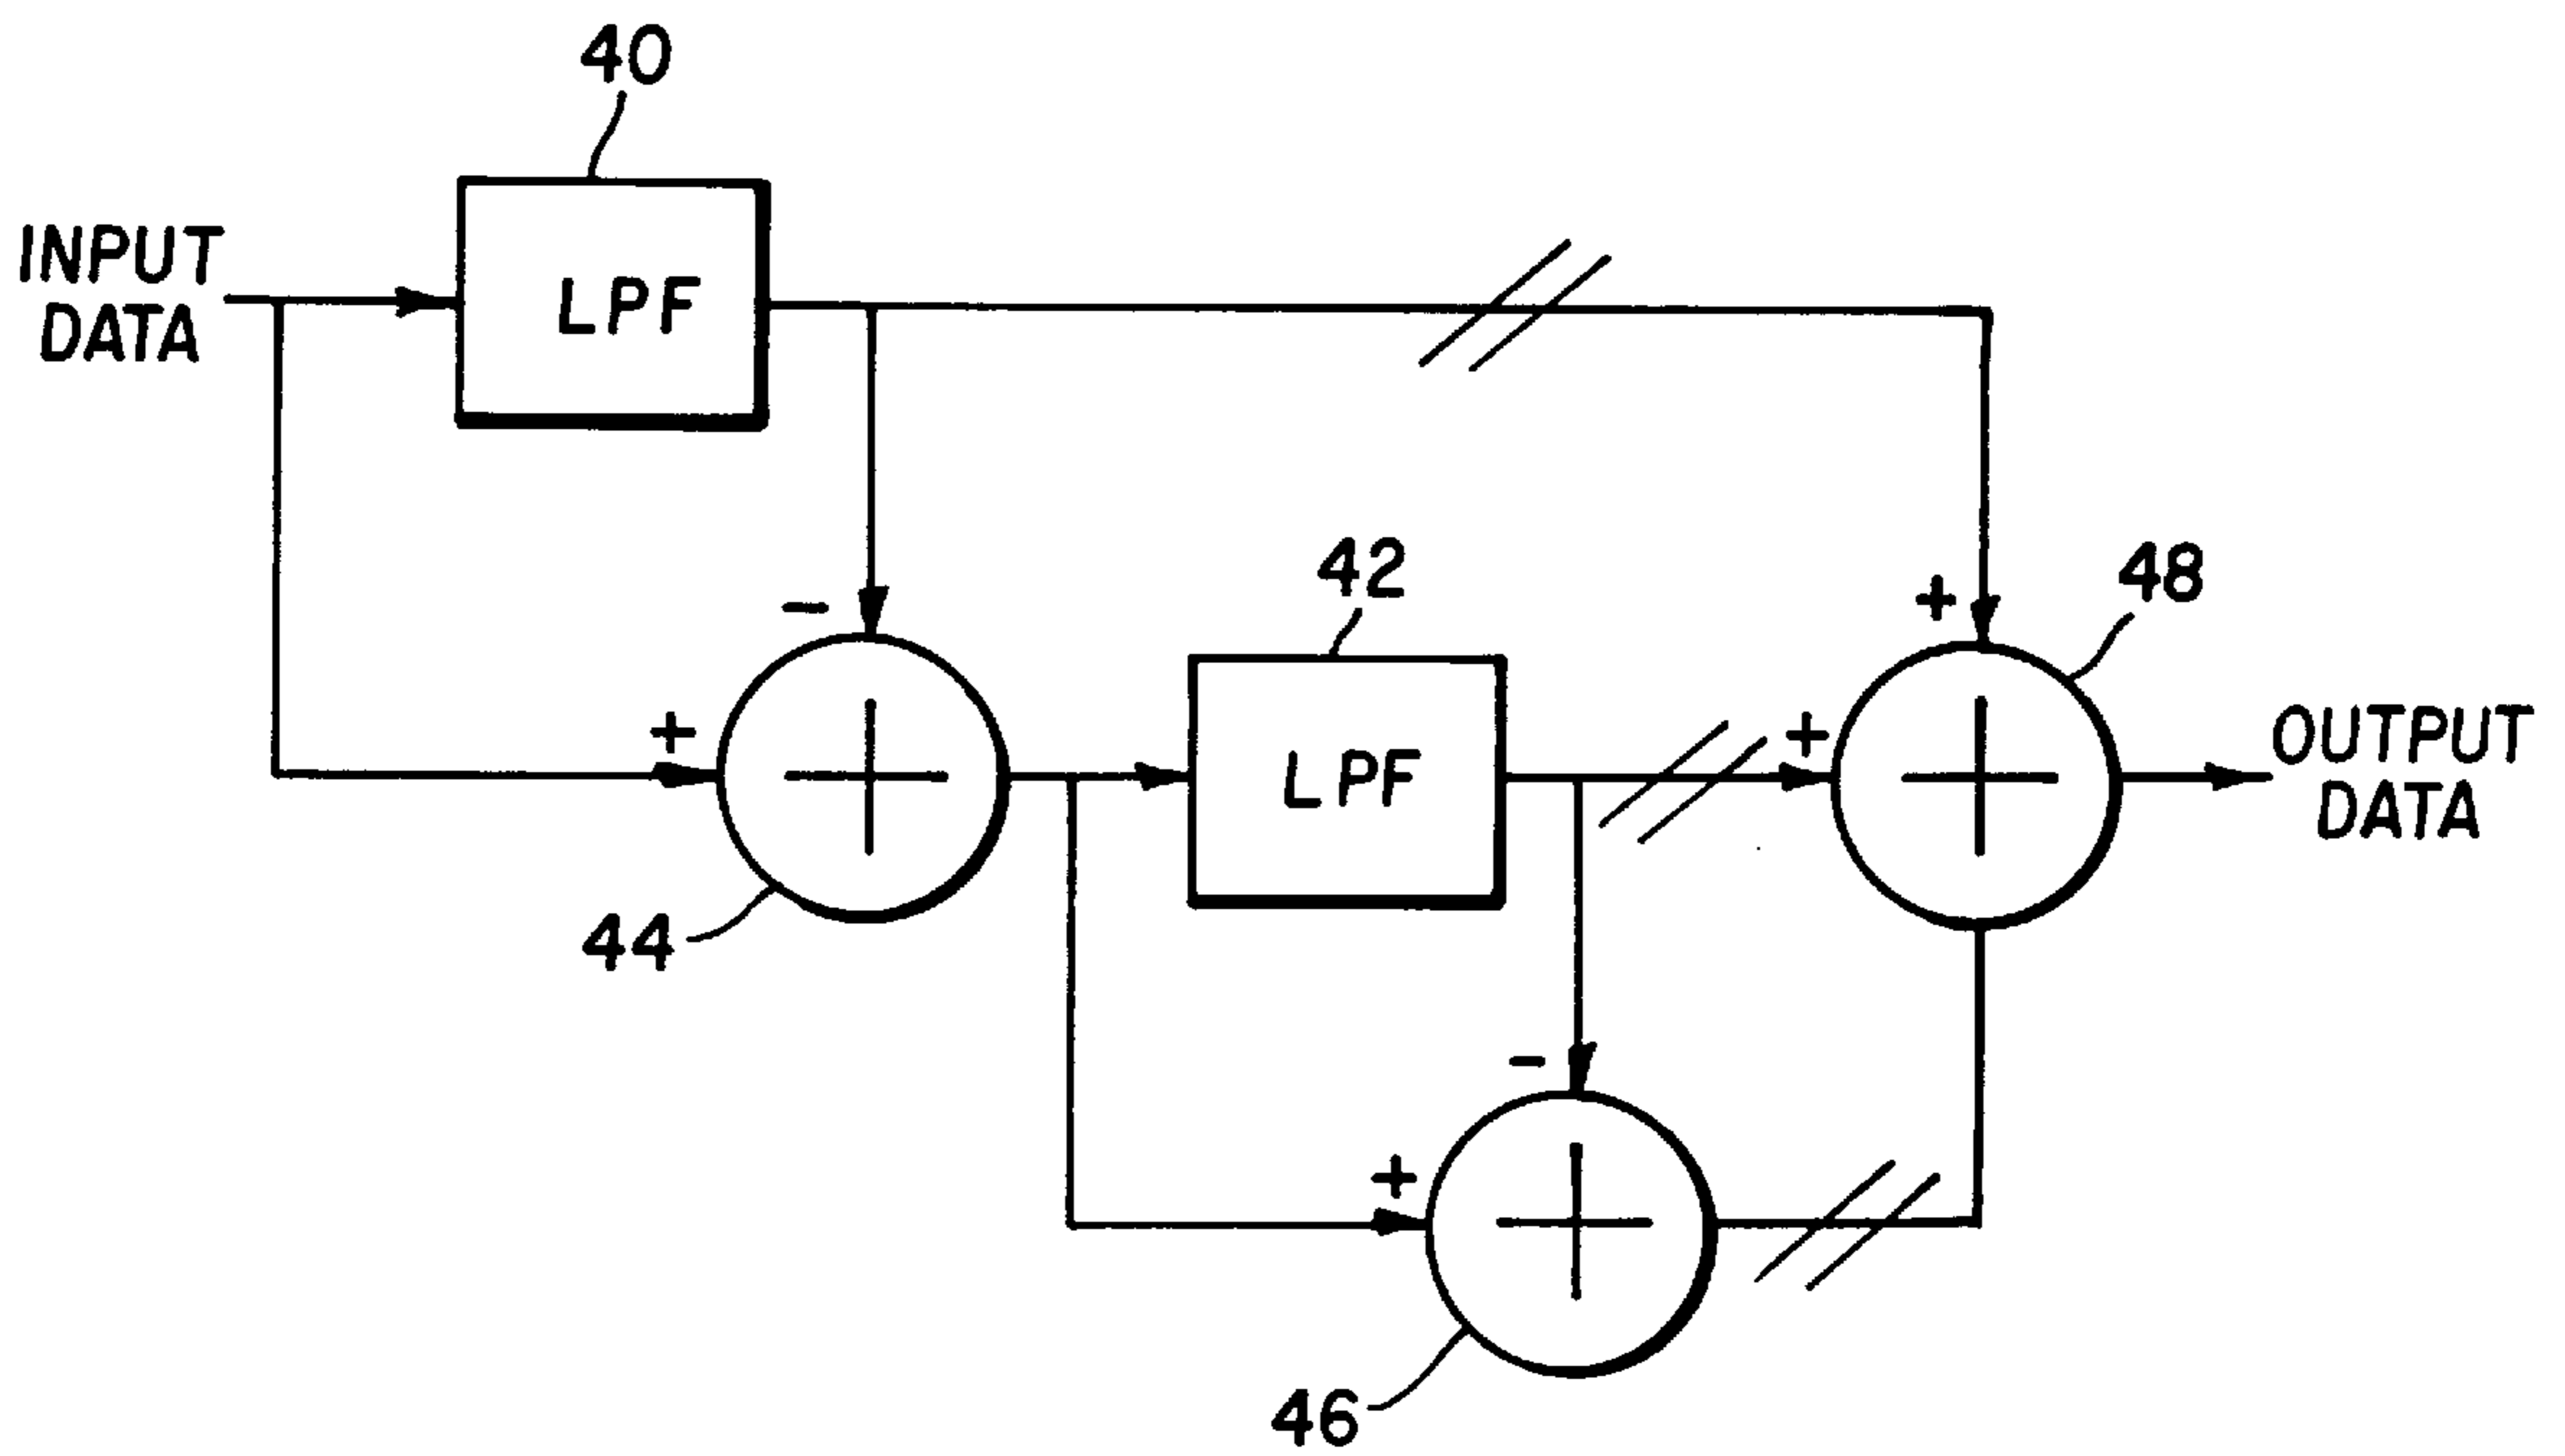 40
INPUT
DATA
LPF
42
48
-
+
+
LPF
+
OUTPUT
DATA
44
-
+
46